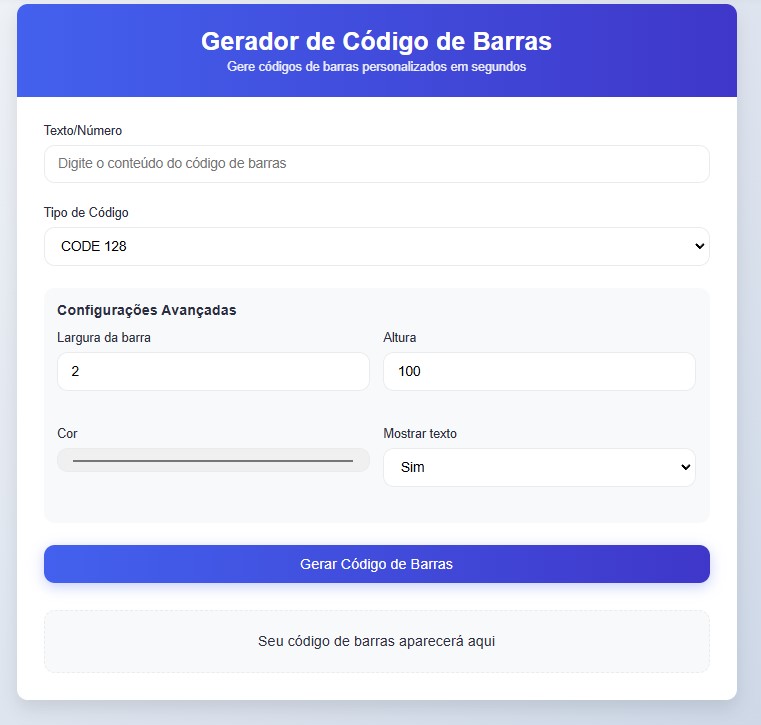 Gerador de Código de Barras
Gere códigos de barras personalizados em segundos
Texto/Número
Digite o conteúdo do código de barras
Tipo de Código
CODE 128
Configurações Avançadas
Largura da barra
Altura
2
100
Cor
Mostrar texto
Sim
Gerar Código de Barras
Seu código de barras aparecerá aqui